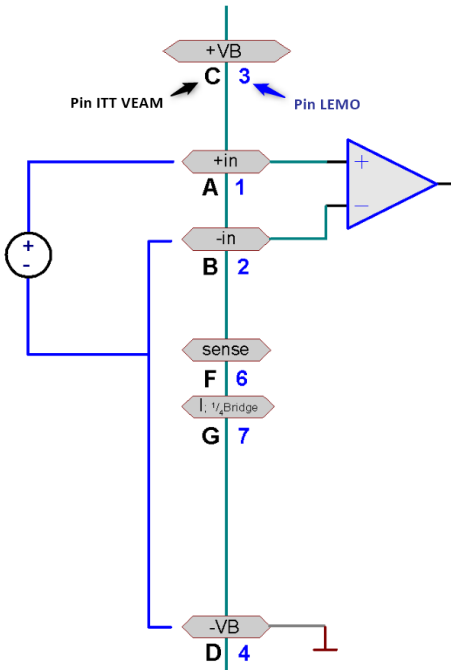 +VB
C 3
Pin ITT VEAM
Pin LEMO
+in
A 1
+
-in
B 2
−
+
-
sense
F 6
I; ¼Bridge
G 7
-VB
D 4